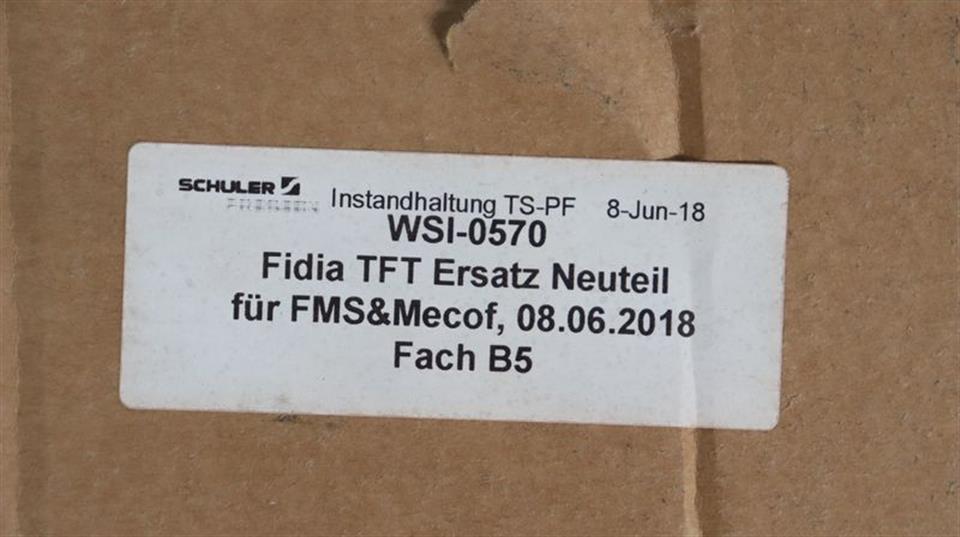 SCHULER
PRESSEN Instandhaltung TS-PF 8-Jun-18
WSI-0570
Fidia TFT Ersatz Neuteil
für FMS&Mecof, 08.06.2018
Fach B5